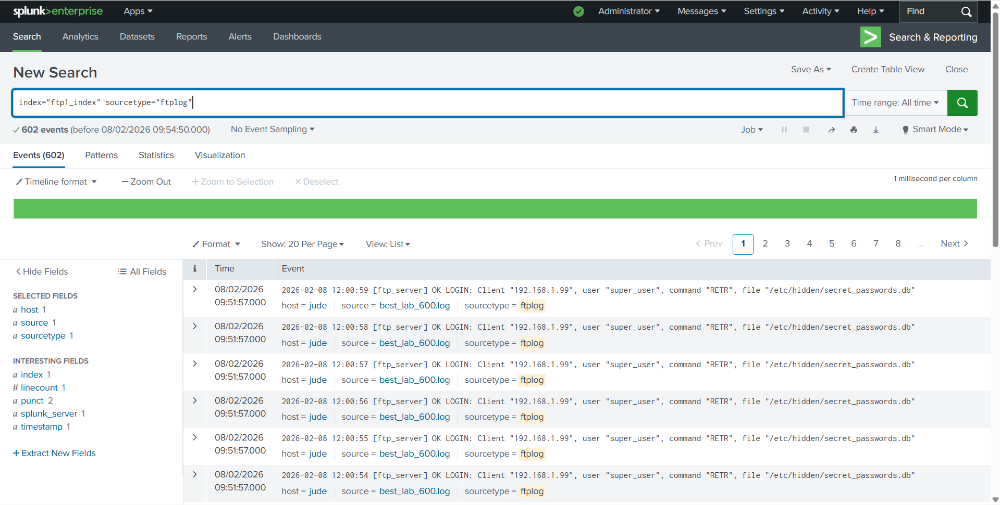 splunk>enterprise Apps Administrator Messages Settings Activity Help Find
Search Analytics Datasets Reports Alerts Dashboards > Search & Reporting
New Search Save As Create Table View Close
index="ftp1_index" sourcetype="ftplog" Time range: All time
602 events (before 08/02/2026 09:54:50.000) No Event Sampling Job Smart Mode
Events (602) Patterns Statistics Visualization
Timeline format — Zoom Out + Zoom to Selection × Deselect 1 millisecond per column
Format Show: 20 Per Page View: List < Prev 1 2 3 4 5 6 7 8 ... Next >
< Hide Fields All Fields
SELECTED FIELDS
a host 1
a source 1
a sourcetype 1
INTERESTING FIELDS
a index 1
# linecount 1
a punct 2
a splunk_server 1
a timestamp 1
+ Extract New Fields
i Time Event
> 08/02/2026 09:51:57.000 2026-02-08 12:00:59 [ftp_server] OK LOGIN: Client "192.168.1.99", user "super_user", command "RETR", file "/etc/hidden/secret_passwords.db"
host = jude source = best_lab_600.log sourcetype = ftplog
> 08/02/2026 09:51:57.000 2026-02-08 12:00:58 [ftp_server] OK LOGIN: Client "192.168.1.99", user "super_user", command "RETR", file "/etc/hidden/secret_passwords.db"
host = jude source = best_lab_600.log sourcetype = ftplog
> 08/02/2026 09:51:57.000 2026-02-08 12:00:57 [ftp_server] OK LOGIN: Client "192.168.1.99", user "super_user", command "RETR", file "/etc/hidden/secret_passwords.db"
host = jude source = best_lab_600.log sourcetype = ftplog
> 08/02/2026 09:51:57.000 2026-02-08 12:00:56 [ftp_server] OK LOGIN: Client "192.168.1.99", user "super_user", command "RETR", file "/etc/hidden/secret_passwords.db"
host = jude source = best_lab_600.log sourcetype = ftplog
> 08/02/2026 09:51:57.000 2026-02-08 12:00:55 [ftp_server] OK LOGIN: Client "192.168.1.99", user "super_user", command "RETR", file "/etc/hidden/secret_passwords.db"
host = jude source = best_lab_600.log sourcetype = ftplog
> 08/02/2026 09:51:57.000 2026-02-08 12:00:54 [ftp_server] OK LOGIN: Client "192.168.1.99", user "super_user", command "RETR", file "/etc/hidden/secret_passwords.db"
host = jude source = best_lab_600.log sourcetype = ftplog